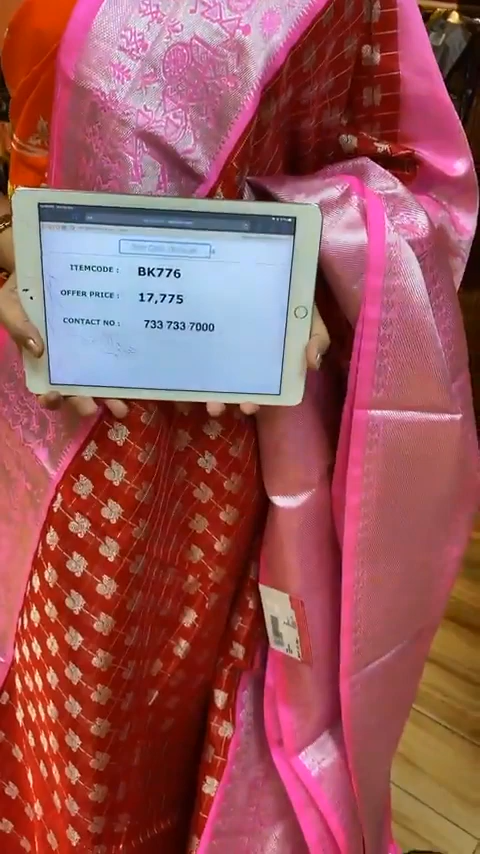 ITEMCODE : BK776
OFFER PRICE : 17,775
CONTACT NO : 733 733 7000